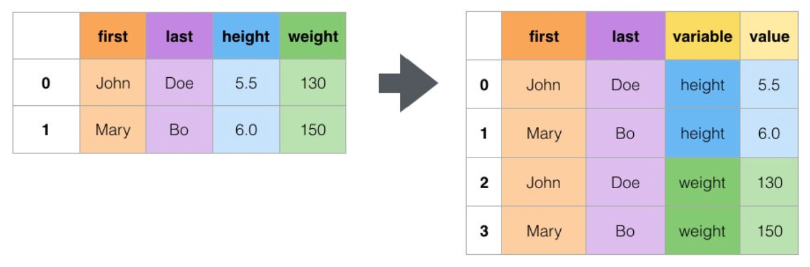 first last height weight
0 John Doe 5.5 130
1 Mary Bo 6.0 150
first last variable value
0 John Doe height 5.5
1 Mary Bo height 6.0
2 John Doe weight 130
3 Mary Bo weight 150